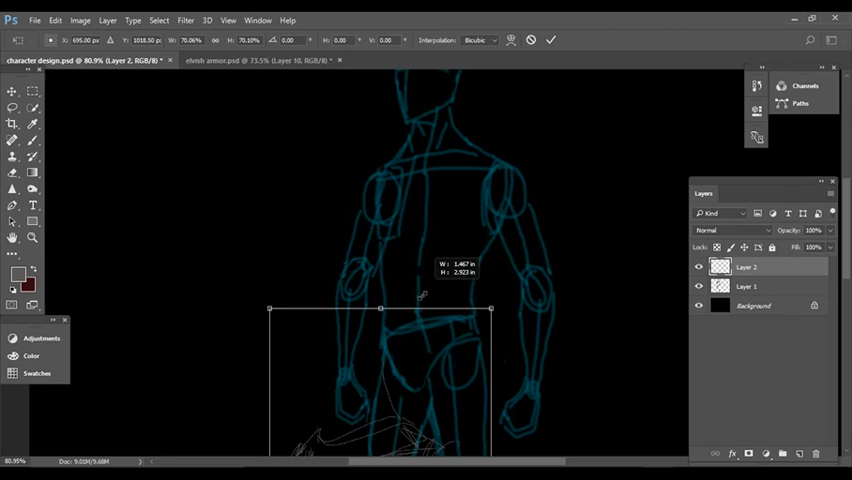 Ps File Edit Image Layer Type Select Filter 3D View Window Help
X: 695.00 px Y: 1018.50 px W: 70.06% H: 70.10% 0.00 ° H: 0.00 ° V: 0.00 ° Interpolation: Bicubic
character design.psd @ 80.9% (Layer 2, RGB/8) * × elvish armor.psd @ 73.5% (Layer 10, RGB/8) * ×
Channels
Paths
Layers
Kind
Normal Opacity: 100%
Lock: Fill: 100%
W : 1.467 in
H : 2.923 in
Layer 2
Layer 1
Background
Adjustments
Color
Swatches
80.95% Doc: 9.01M/9.68M